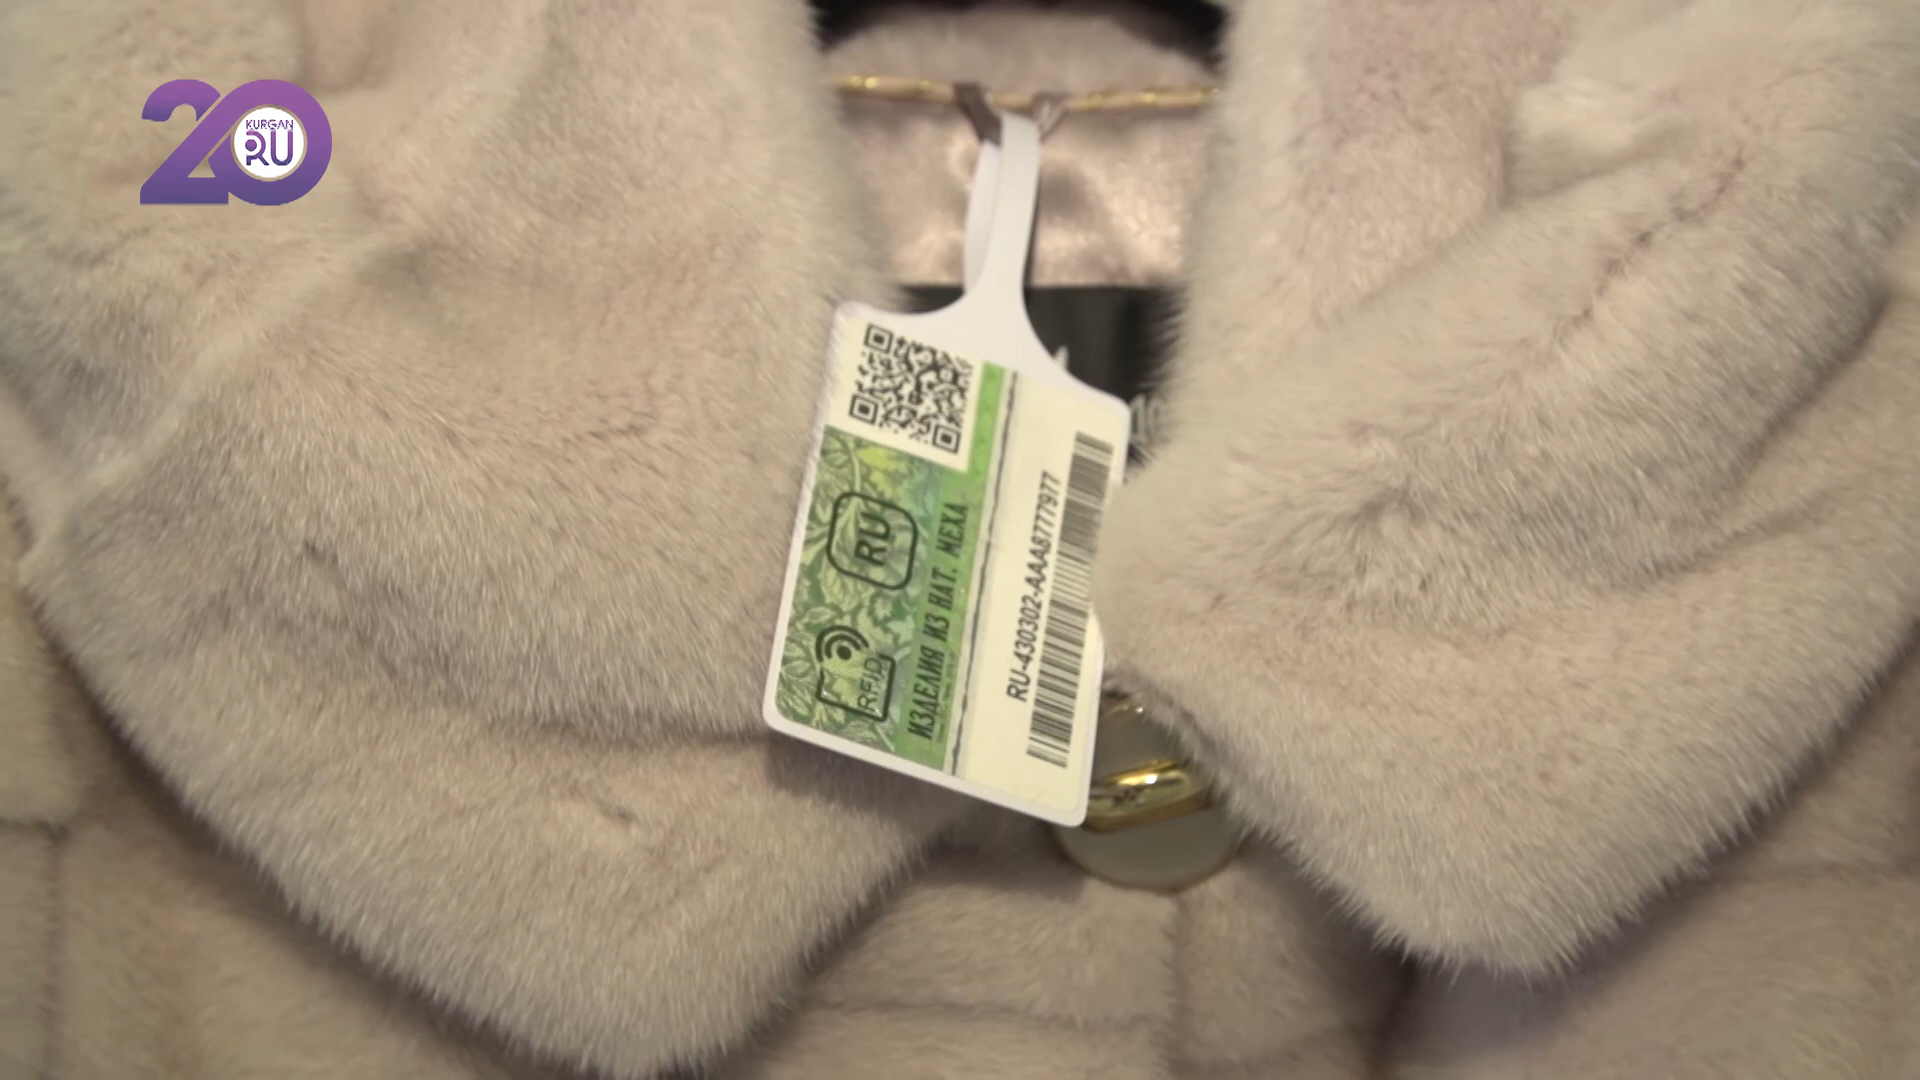 20
KURGAN
RU
RU
RFID
ИЗДЕЛИЯ ИЗ НАТ. МЕХА
RU-430302-AAA8777977